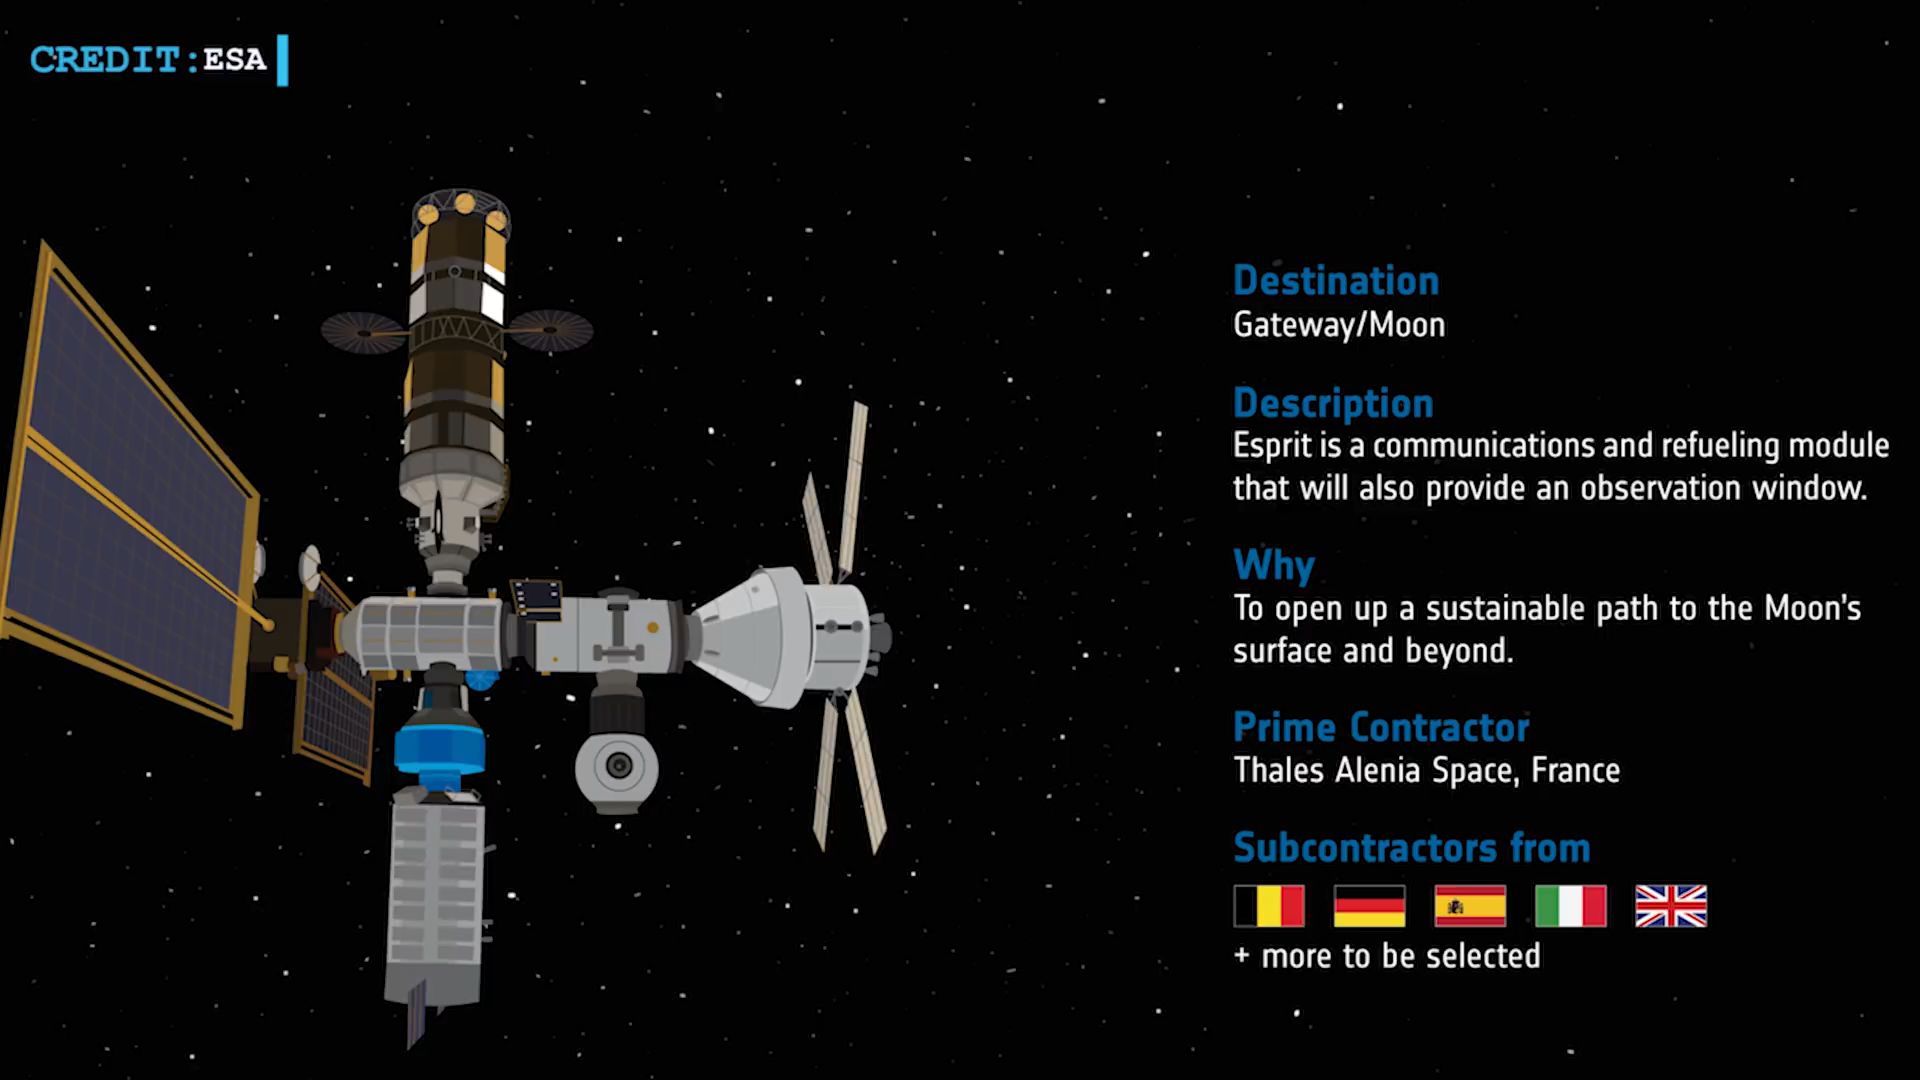 CREDIT:ESA
Destination
Gateway/Moon
Description
Esprit is a communications and refueling module
that will also provide an observation window.
Why
To open up a sustainable path to the Moon's
surface and beyond.
Prime Contractor
Thales Alenia Space, France
Subcontractors from
+ more to be selected